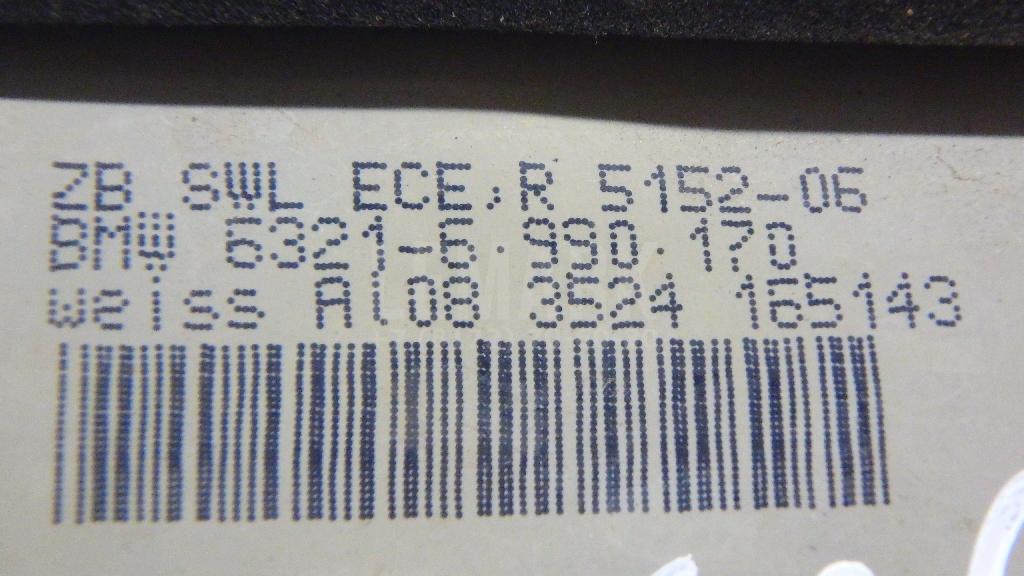 ZB SWL ECE.R 5152-06
BMW 6321-6.990.170
weiss Al08 3524 165143